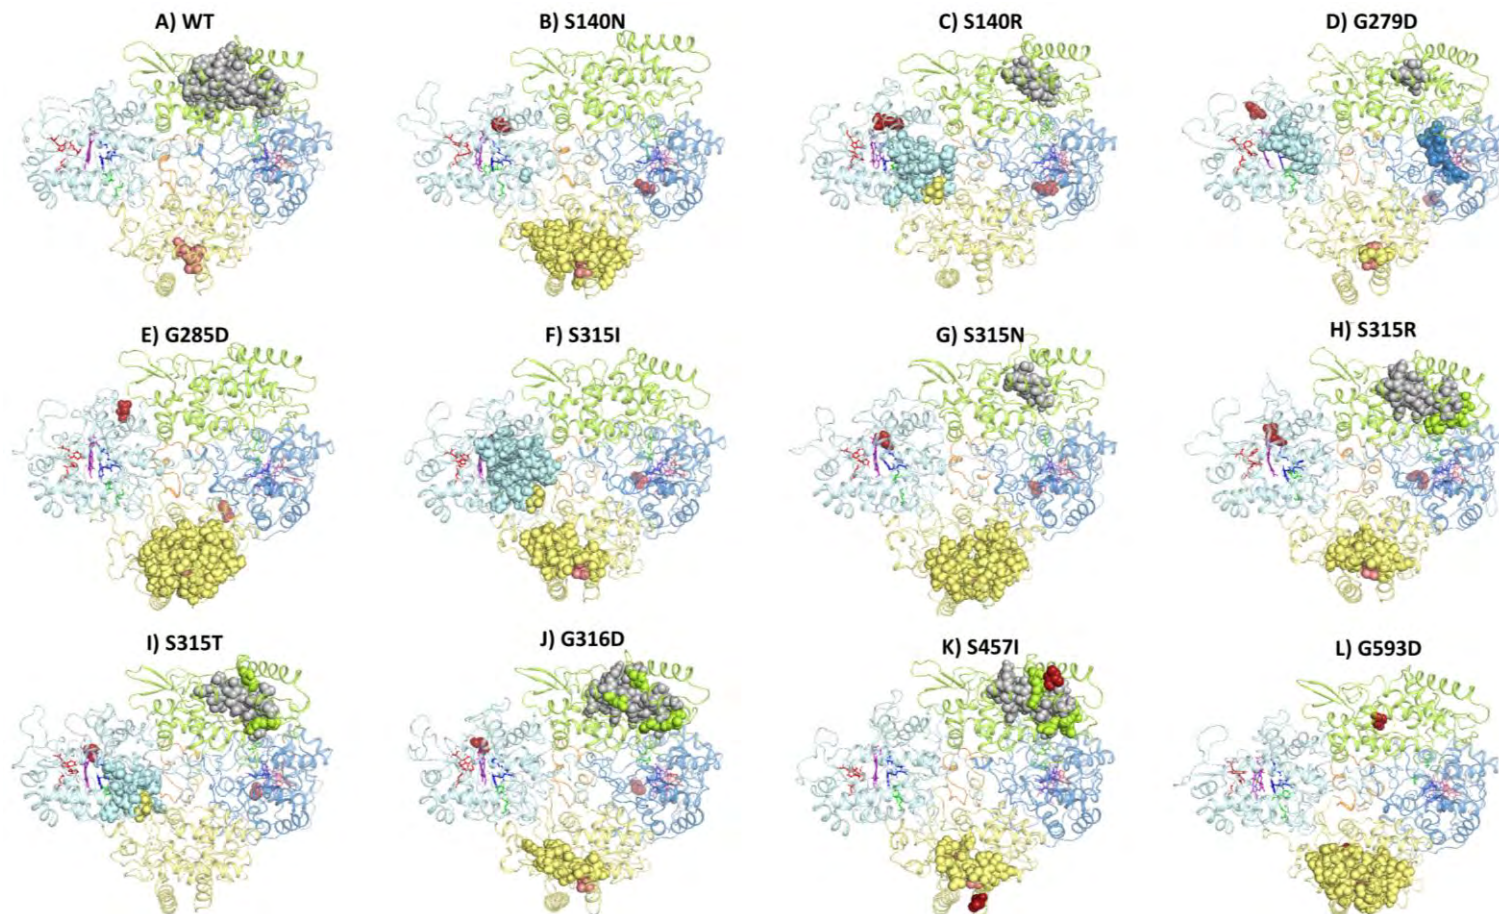 A) WT
B) S140N
C) S140R
D) G279D
E) G285D
F) S315I
G) S315N
H) S315R
I) S315T
J) G316D
K) S457I
L) G593D